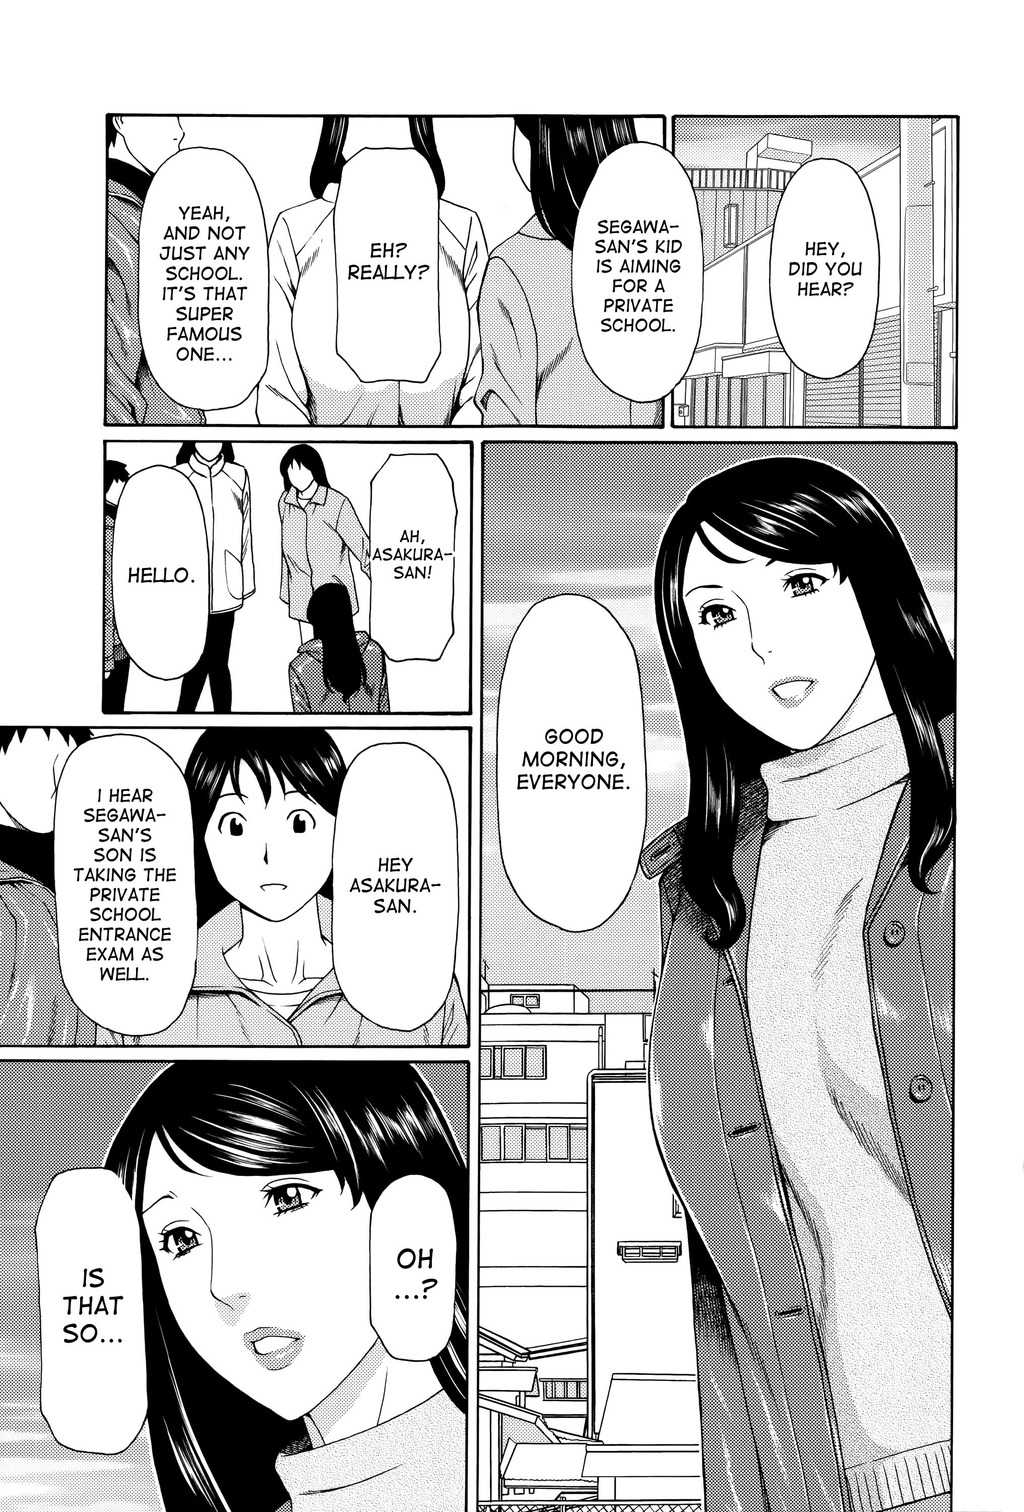 HEY,
DID YOU
HEAR?
SEGAWA-
SAN'S KID
IS AIMING
FOR A
PRIVATE
SCHOOL.
EH?
REALLY?
YEAH,
AND NOT
JUST ANY
SCHOOL.
IT'S THAT
SUPER
FAMOUS
ONE...
GOOD
MORNING,
EVERYONE.
AH,
ASAKURA-
SAN!
HELLO.
HEY
ASAKURA-
SAN.
I HEAR
SEGAWA-
SAN'S
SON IS
TAKING THE
PRIVATE
SCHOOL
ENTRANCE
EXAM AS
WELL.
OH
...?
IS
THAT
SO...